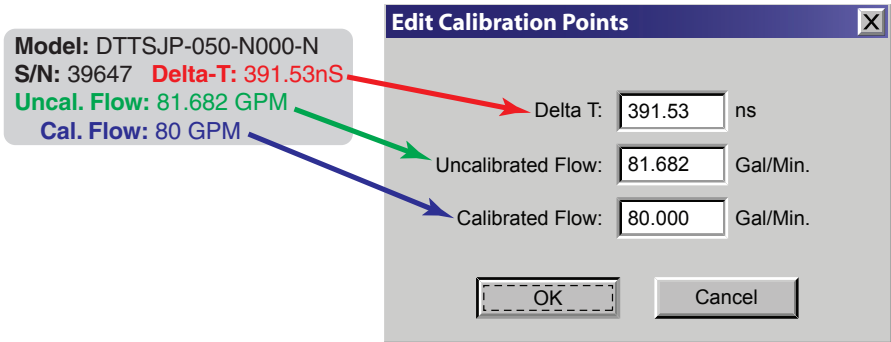 Model: DTTSJP-050-N000-N
S/N: 39647 Delta-T: 391.53nS
Uncal. Flow: 81.682 GPM
Cal. Flow: 80 GPM
Edit Calibration Points X
Delta T: 391.53 ns
Uncalibrated Flow: 81.682 Gal/Min.
Calibrated Flow: 80.000 Gal/Min.
OK Cancel